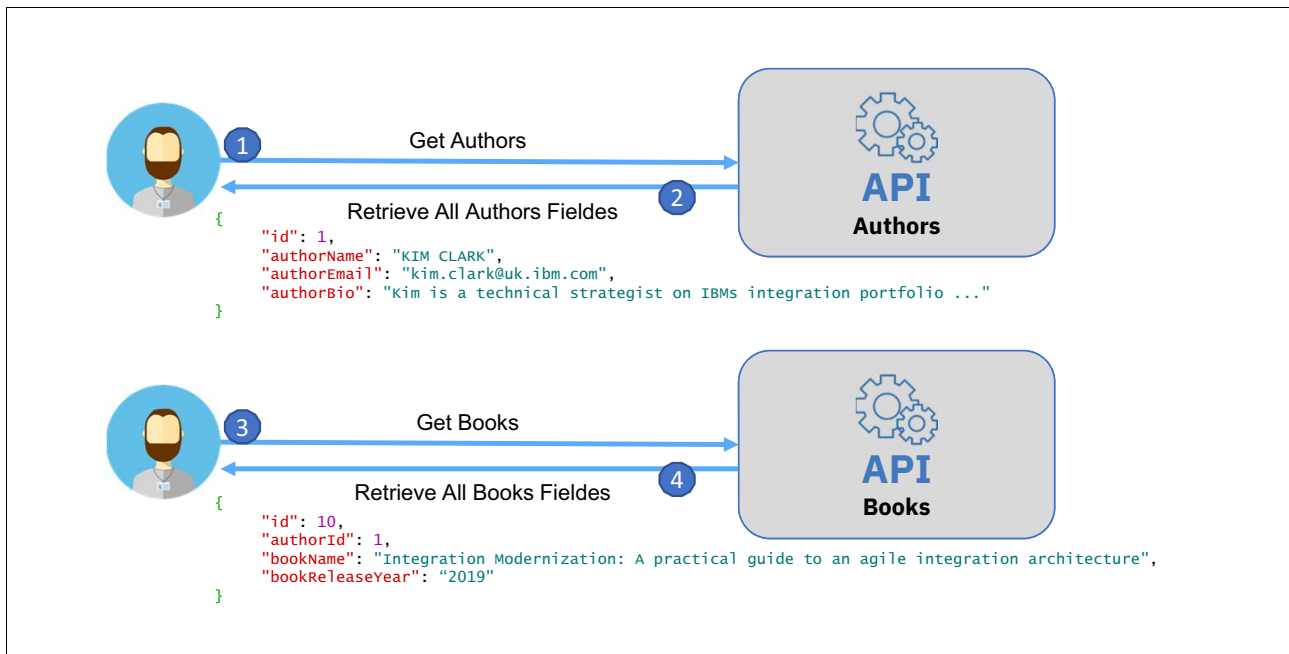 1
Get Authors
2
Retrieve All Authors Fieldes
API
Authors
{
"id": 1,
"authorName": "KIM CLARK",
"authorEmail": "kim.clark@uk.ibm.com",
"authorBio": "Kim is a technical strategist on IBMs integration portfolio ..."
}
3
Get Books
4
Retrieve All Books Fieldes
API
Books
{
"id": 10,
"authorId": 1,
"bookName": "Integration Modernization: A practical guide to an agile integration architecture",
"bookReleaseYear": “2019"
}